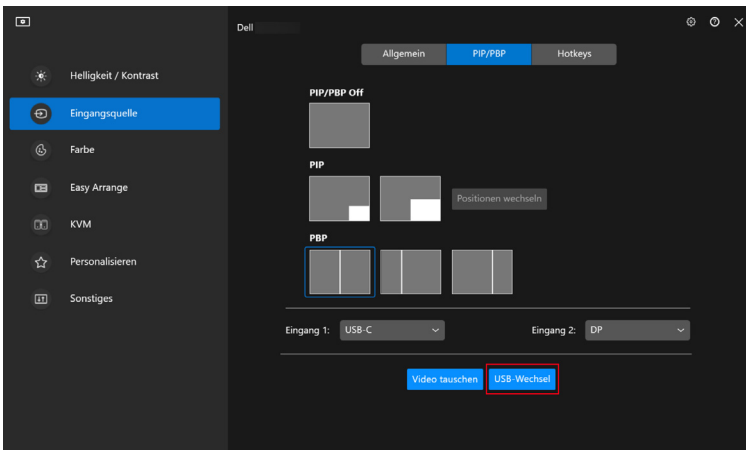 Dell
Allgemein PIP/PBP Hotkeys
Helligkeit / Kontrast
Eingangsquelle
Farbe
Easy Arrange
KVM
Personalisieren
Sonstiges
PIP/PBP Off
PIP
Positionen wechseln
PBP
Eingang 1: USB-C Eingang 2: DP
Video tauschen USB-Wechsel